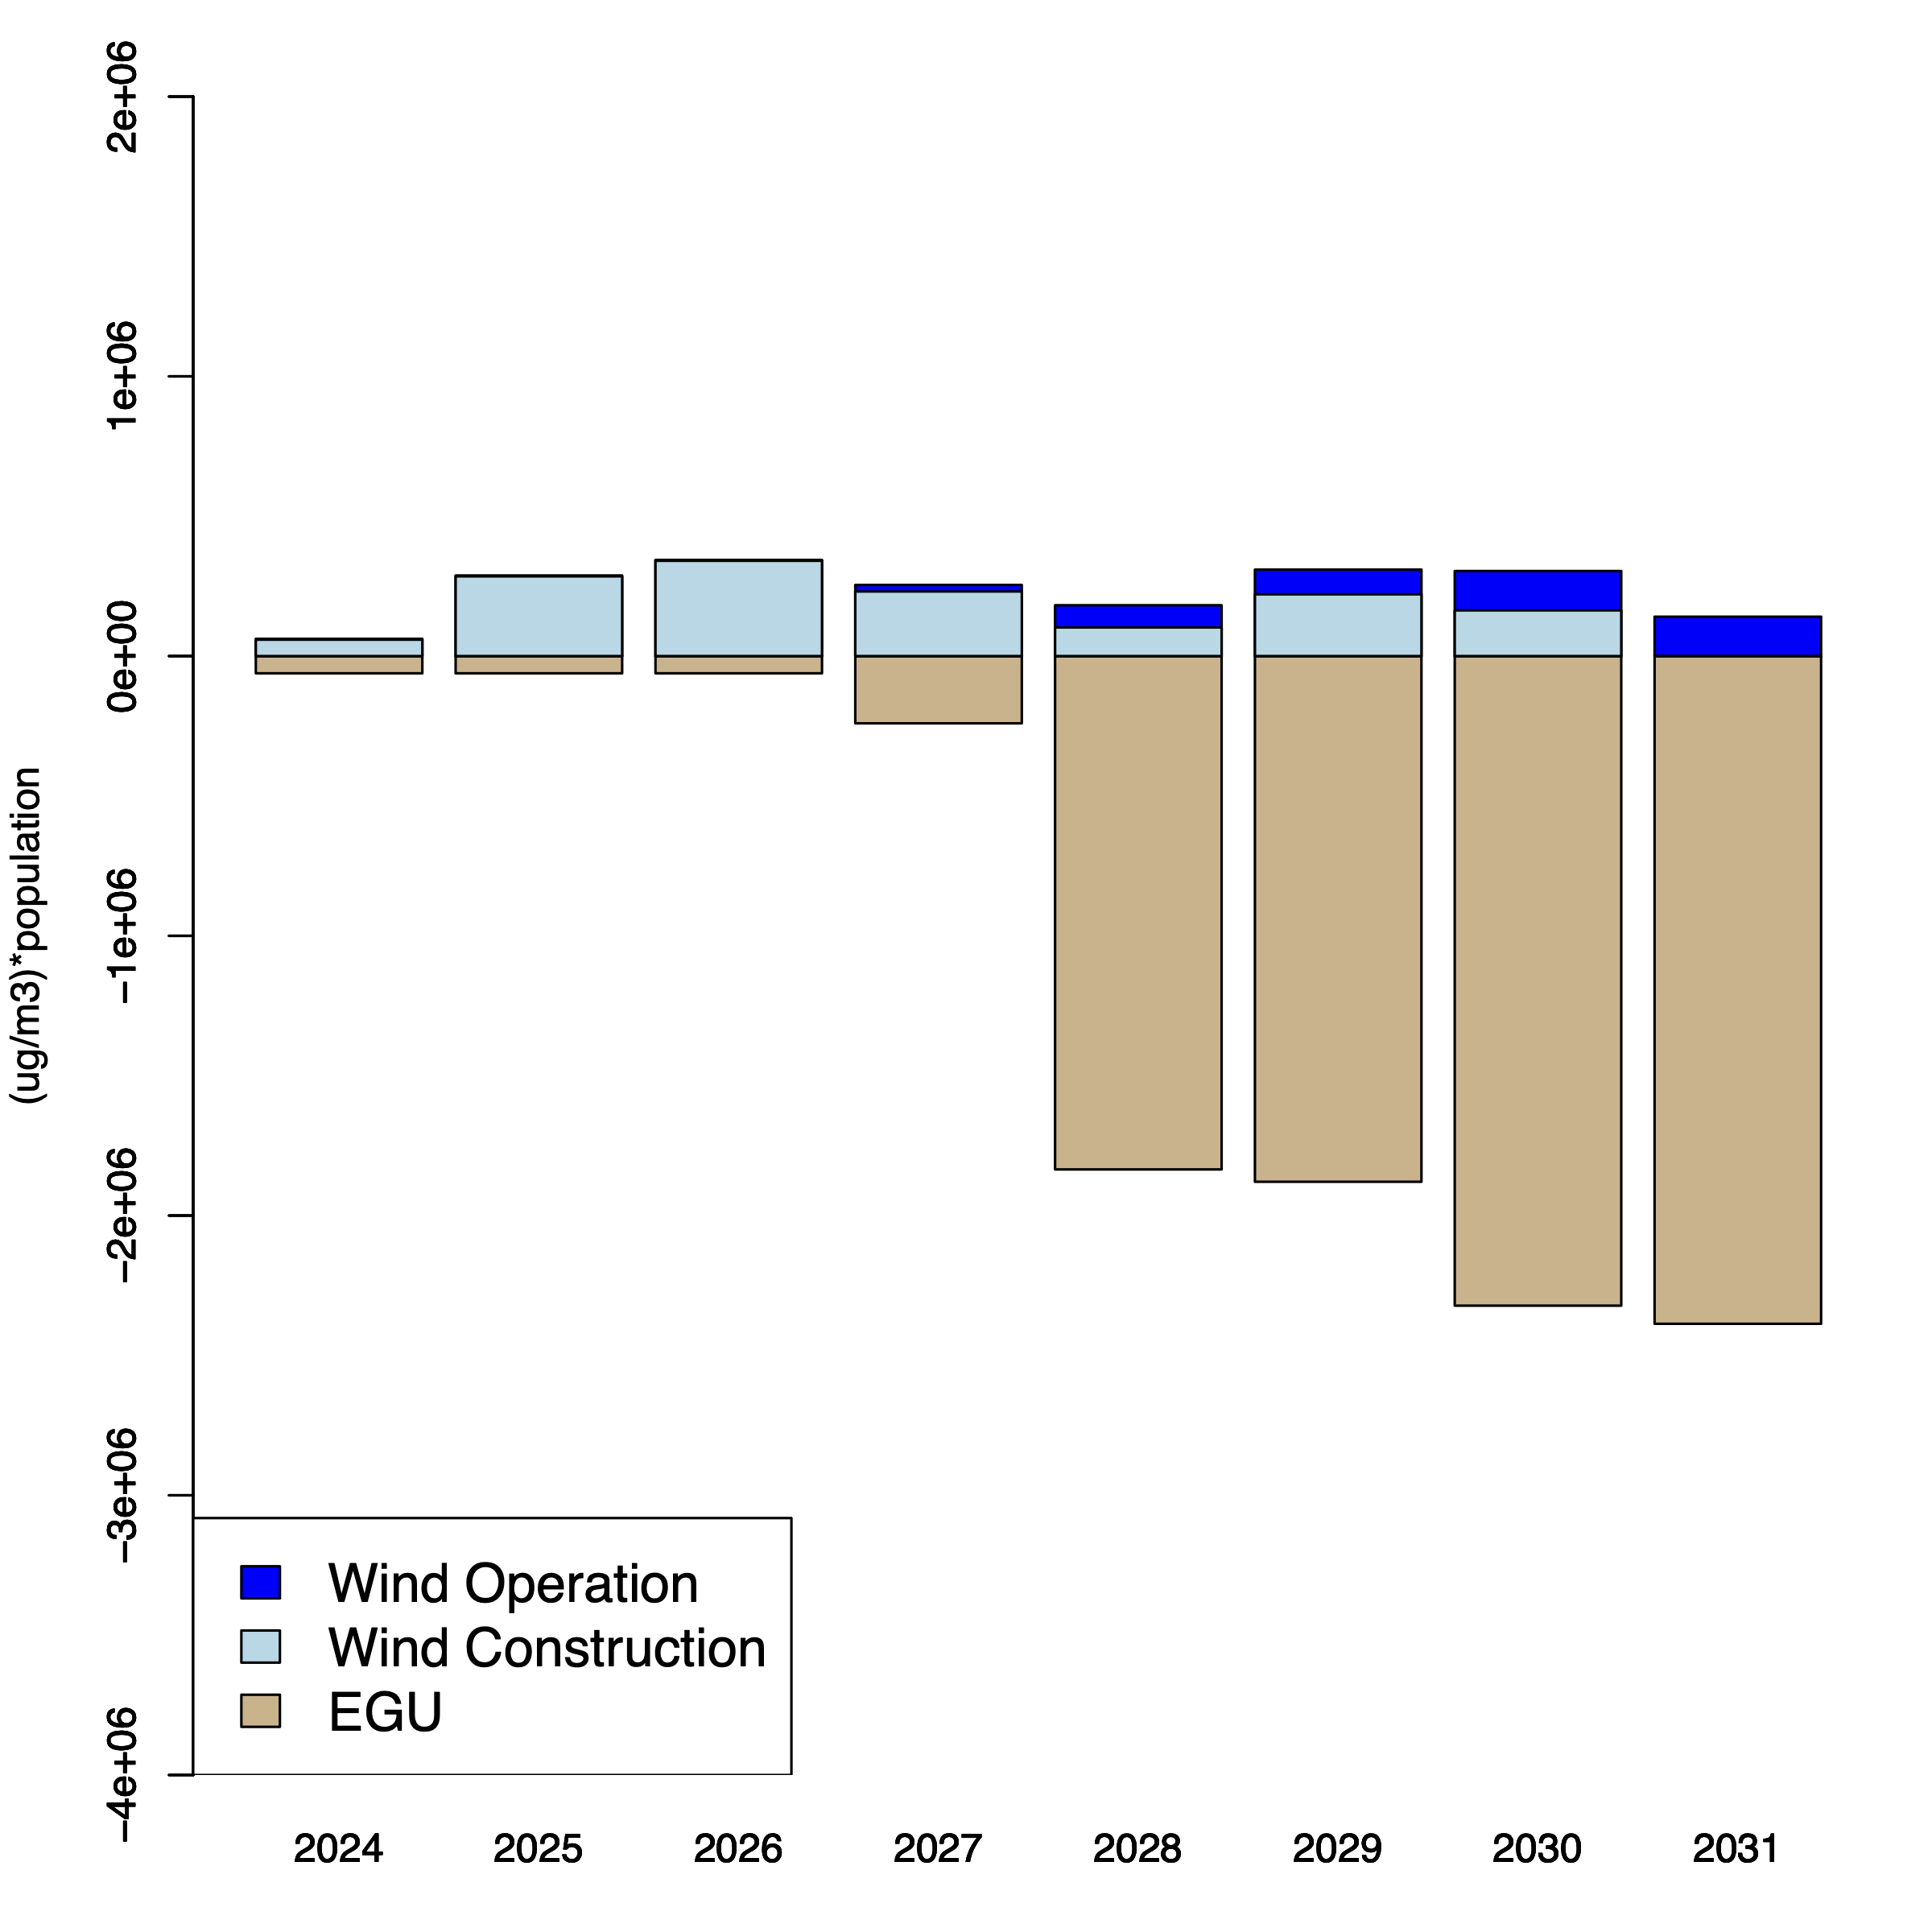 2e+06
1e+06
0e+00
−1e+06
−2e+06
−3e+06
−4e+06
(ug/m3)*population
Wind Operation
Wind Construction
EGU
2024 2025 2026 2027 2028 2029 2030 2031